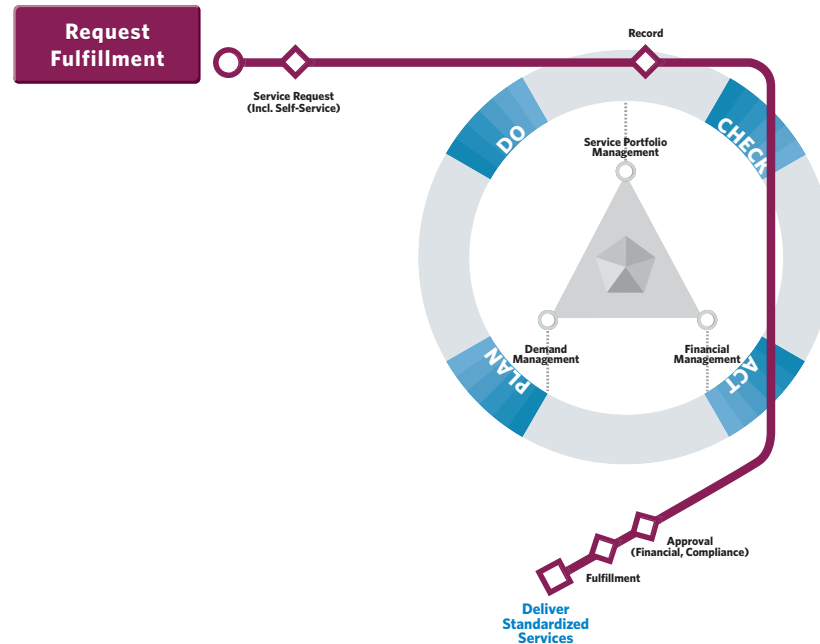 Request
Fulfillment
Record
Service Request
(Incl. Self-Service)
DO
CHECK
Service Portfolio
Management
Demand
Management
Financial
Management
PLAN
ACT
Approval
(Financial, Compliance)
Fulfillment
Deliver
Standardized
Services